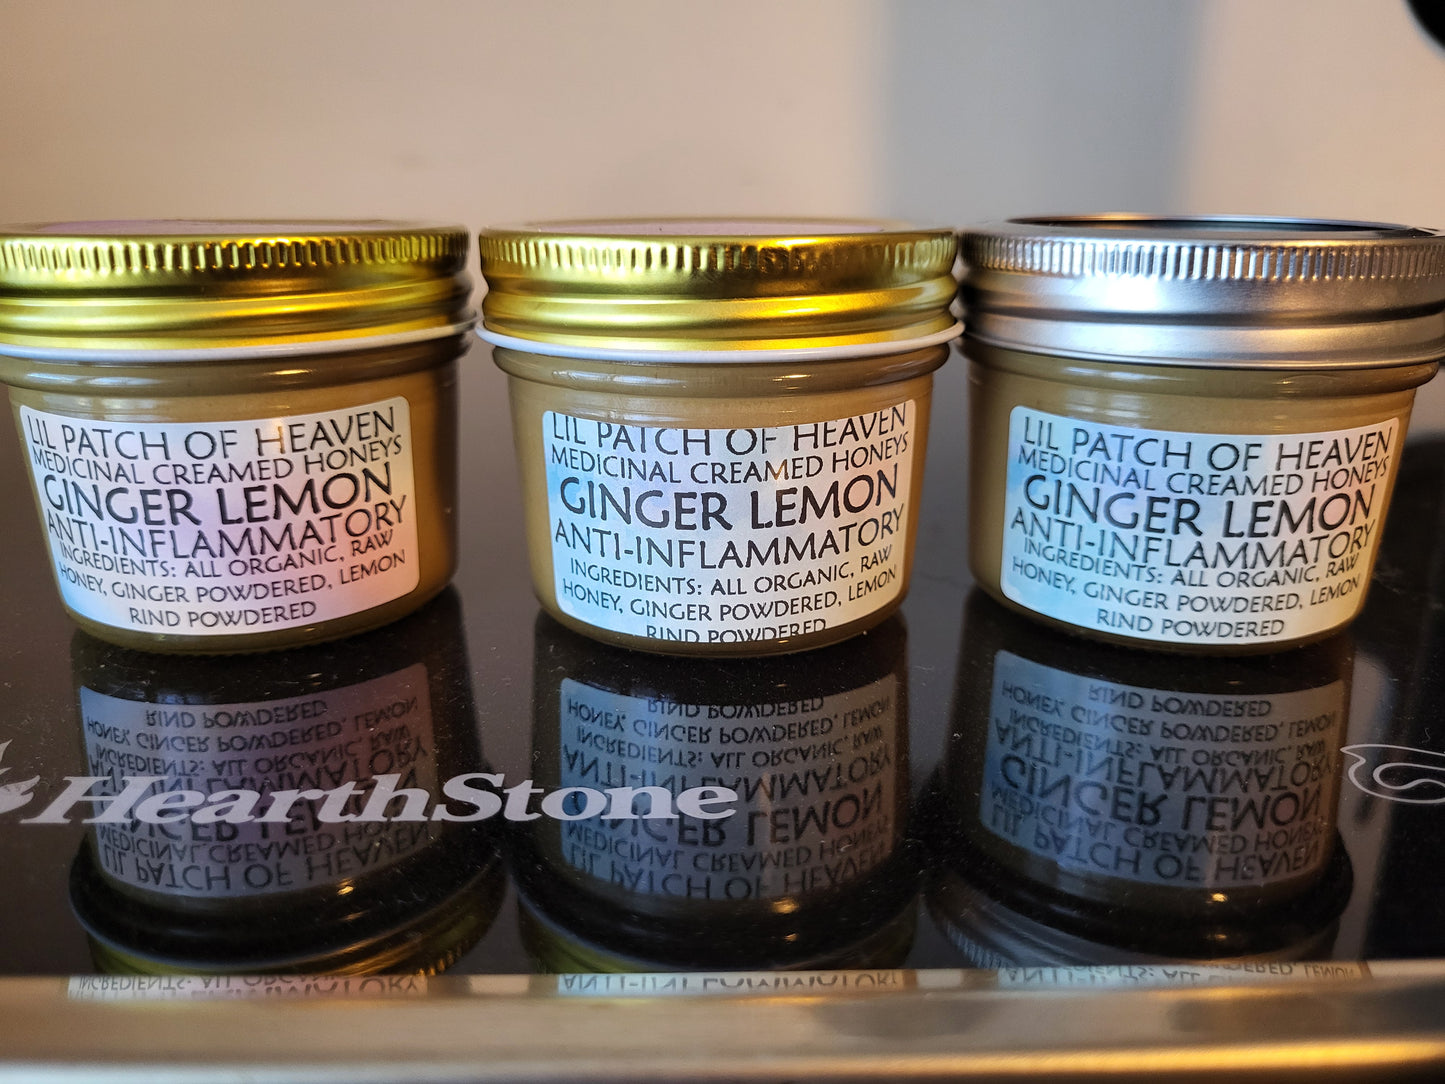 LIL PATCH OF HEAVEN
MEDICINAL CREAMED HONEYS
GINGER LEMON
ANTI-INFLAMMATORY
INGREDIENTS: ALL ORGANIC, RAW
HONEY, GINGER POWDERED, LEMON
RIND POWDERED
LIL PATCH OF HEAVEN
MEDICINAL CREAMED HONEYS
GINGER LEMON
ANTI-INFLAMMATORY
INGREDIENTS: ALL ORGANIC, RAW
HONEY, GINGER POWDERED, LEMON
RIND POWDERED
LIL PATCH OF HEAVEN
MEDICINAL CREAMED HONEYS
GINGER LEMON
ANTI-INFLAMMATORY
INGREDIENTS: ALL ORGANIC, RAW
HONEY, GINGER POWDERED, LEMON
RIND POWDERED
HearthStone